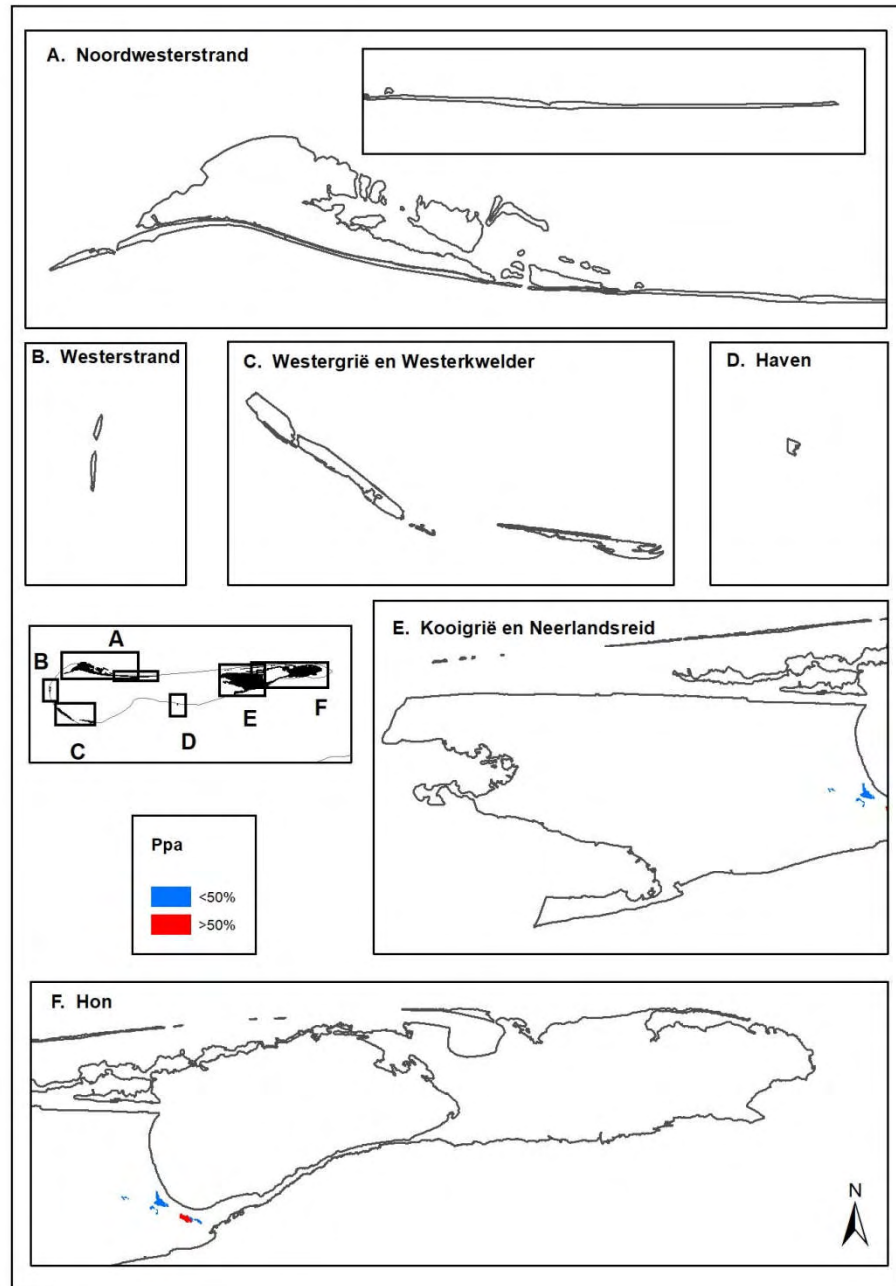 A. Noordwesterstrand
B. Westerstrand
C. Westergrië en Westerkwelder
D. Haven
A
B
C
D
E
F
E. Kooigrië en Neerlandsreid
Ppa
<50%
>50%
F. Hon
N